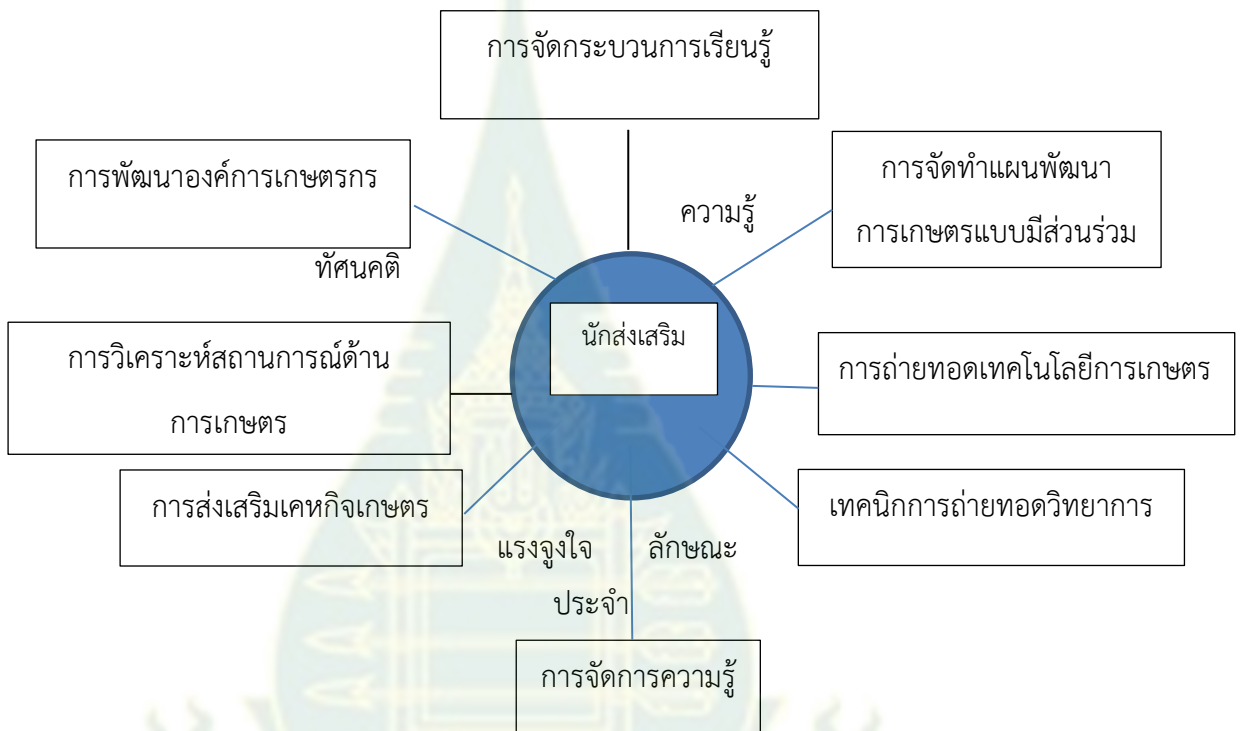 การจัดกระบวนการเรียนรู้
การพัฒนาองค์การเกษตรกร
การจัดทำแผนพัฒนา
การเกษตรแบบมีส่วนร่วม
ความรู้
ทัศนคติ
นักส่งเสริม
การวิเคราะห์สถานการณ์ด้าน
การเกษตร
การถ่ายทอดเทคโนโลยีการเกษตร
การส่งเสริมเคหกิจเกษตร
เทคนิกการถ่ายทอดวิทยาการ
แรงจูงใจ
ลักษณะ
ประจำ
การจัดการความรู้